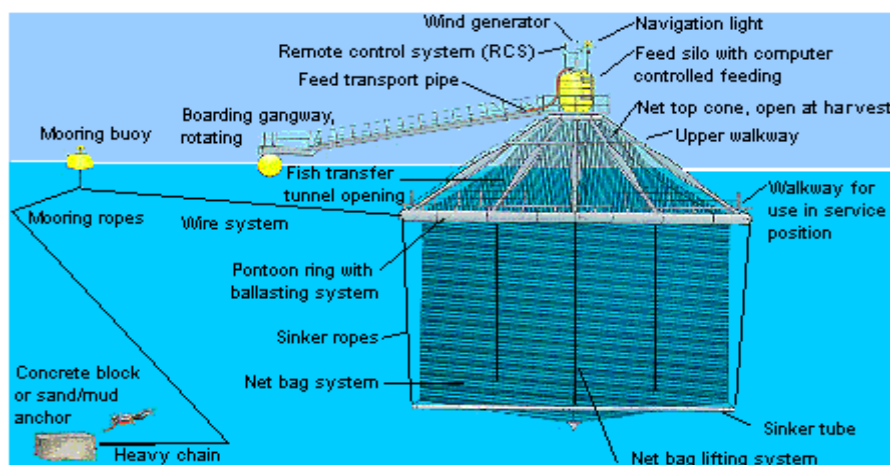 Wind generator
Navigation light
Remote control system (RCS)
Feed silo with computer
controlled feeding
Feed transport pipe
Net top cone, open at harvest
Boarding gangway,
rotating
Mooring buoy
Upper walkway
Fish transfer
tunnel opening
Walkway for
use in service
position
Mooring ropes
Wire system
Pontoon ring with
ballasting system
Sinker ropes
Concrete block
or sand/mud
anchor
Net bag system
Sinker tube
Heavy chain
Net bag lifting system